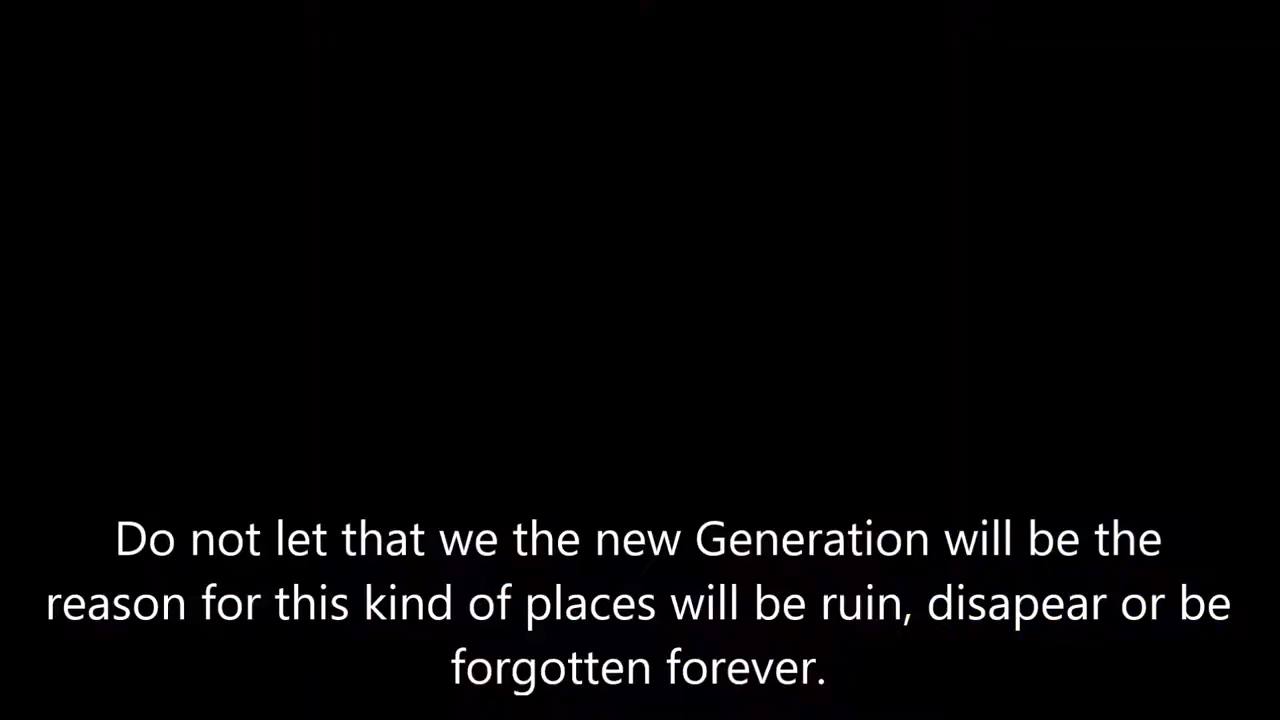 Do not let that we the new Generation will be the
reason for this kind of places will be ruin, disapear or be
forgotten forever.